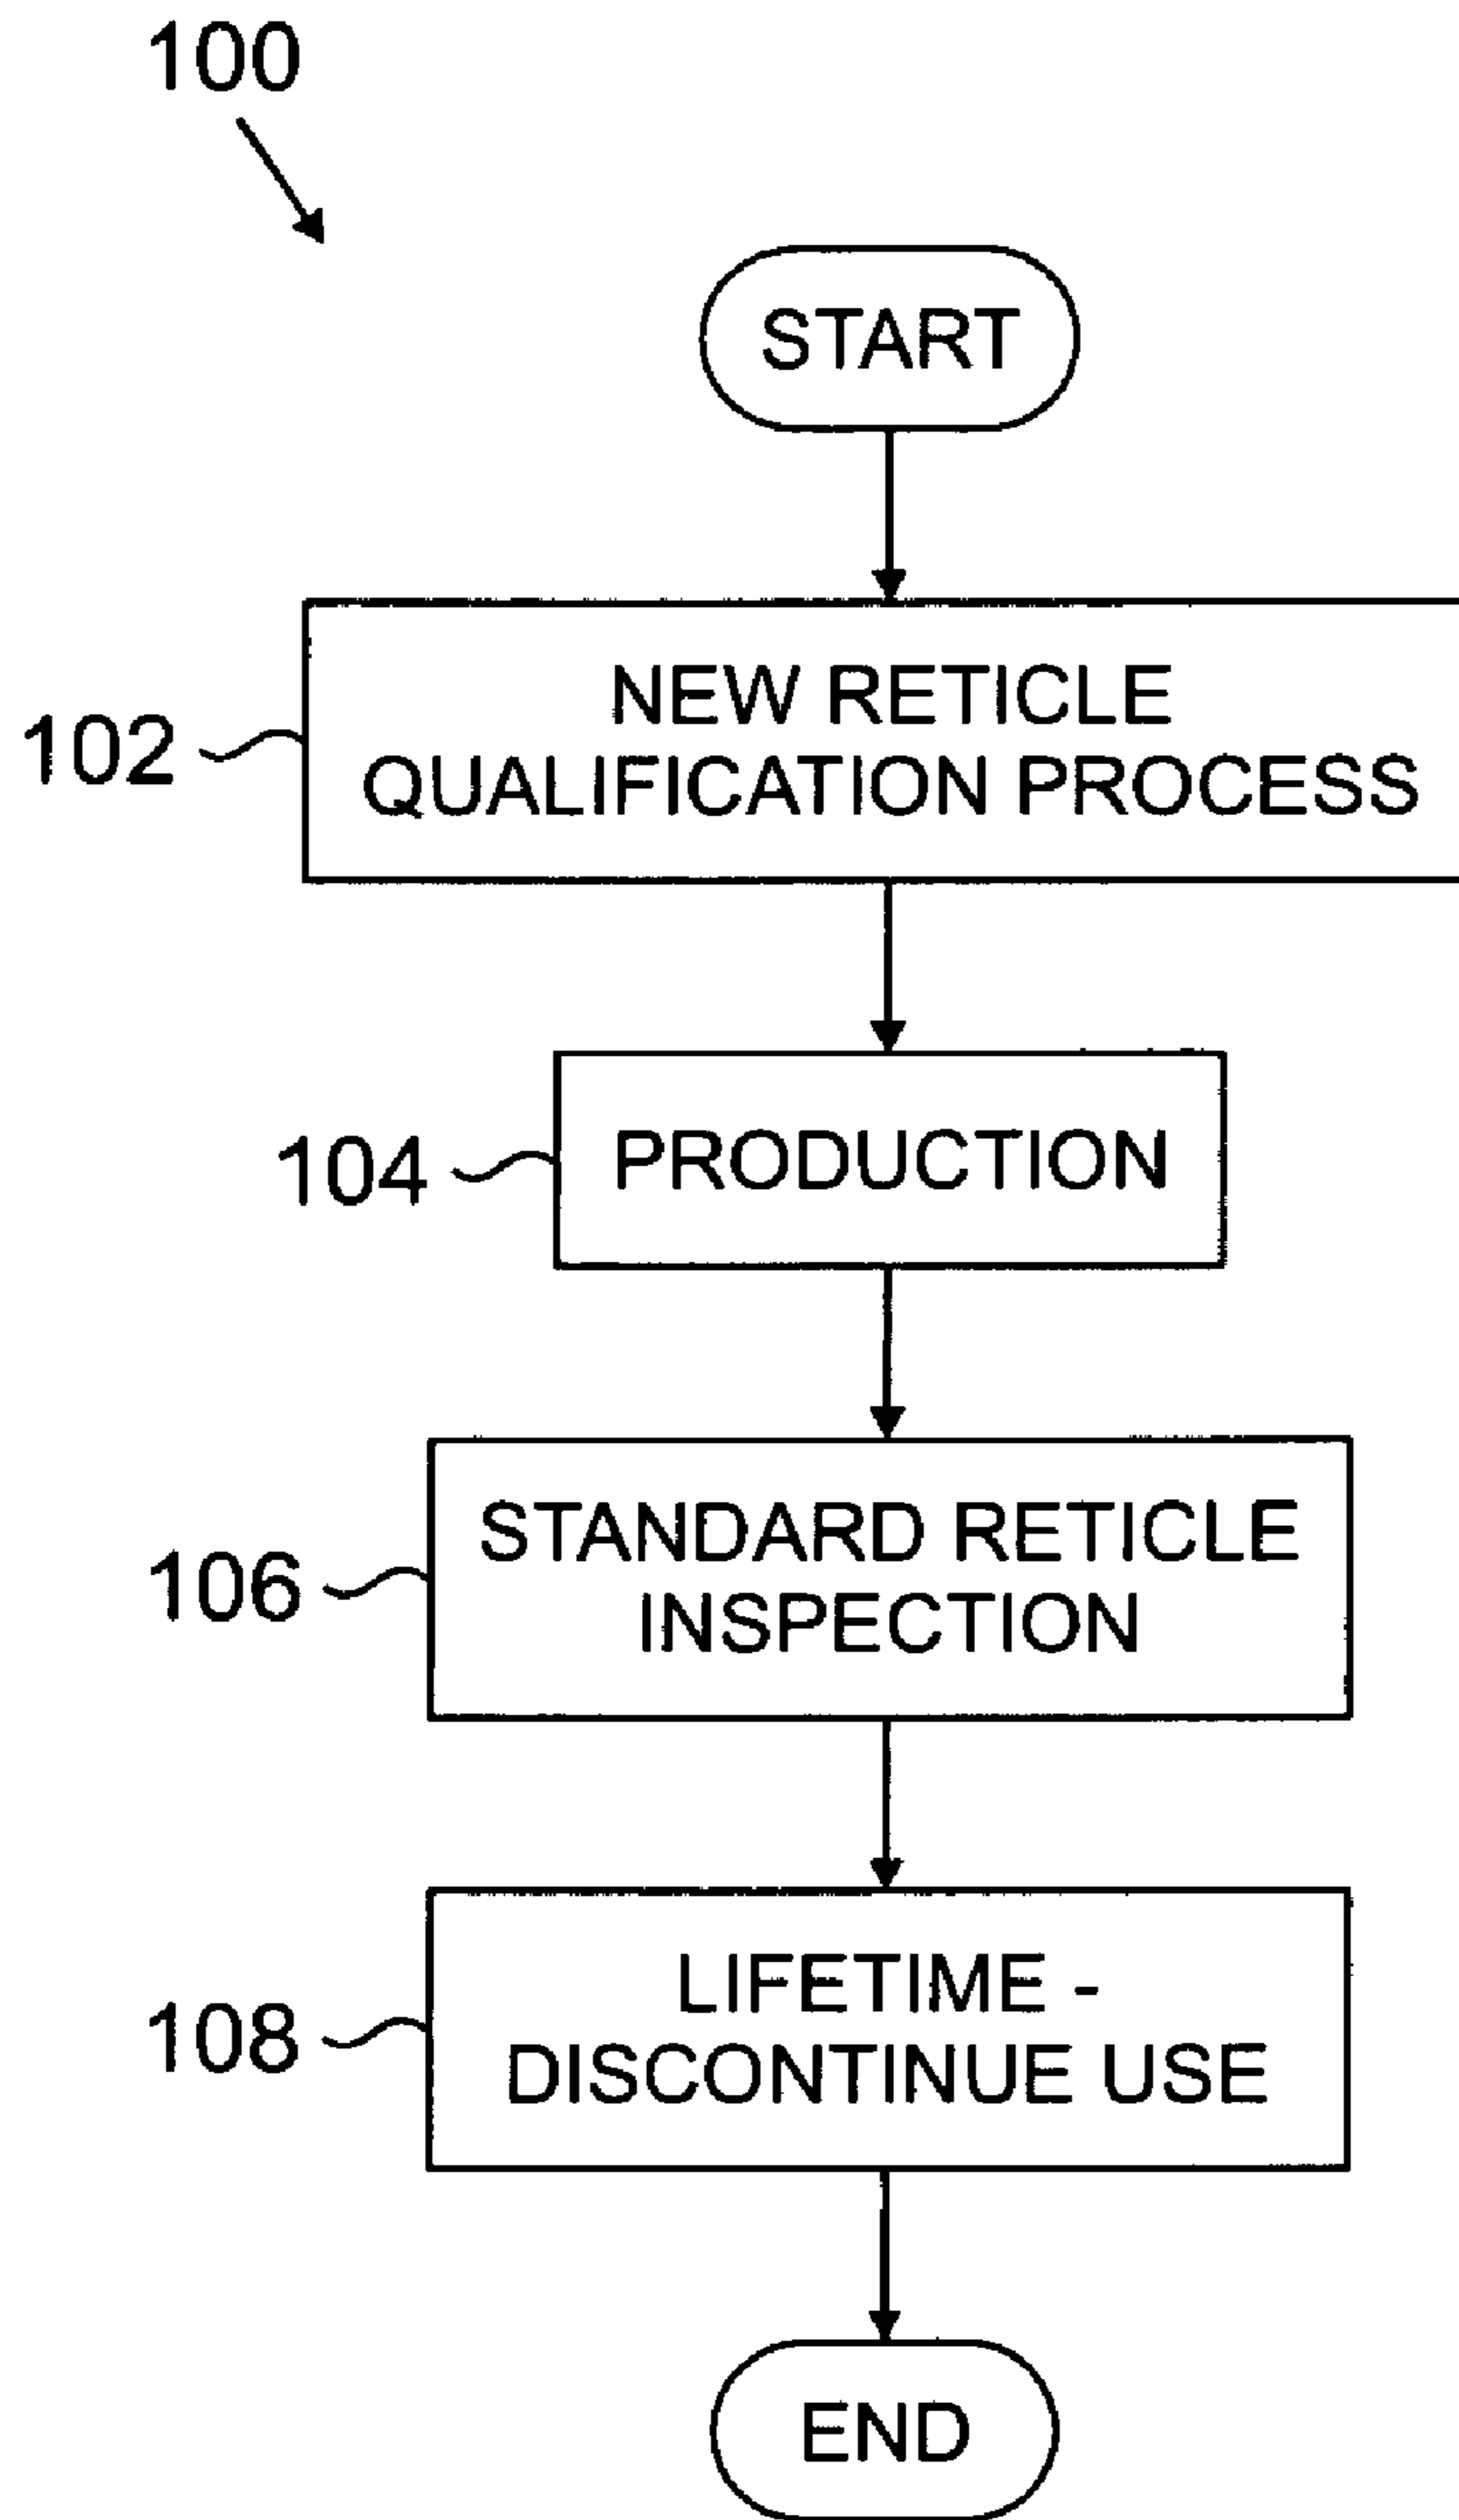 100
START
NEW RETICLE
102
QUALIFICATION PROCESS
104
PRODUCTION
STANDARD RETICLE
106
INSPECTION
LIFETIME -
108
DISCONTINUE USE
END